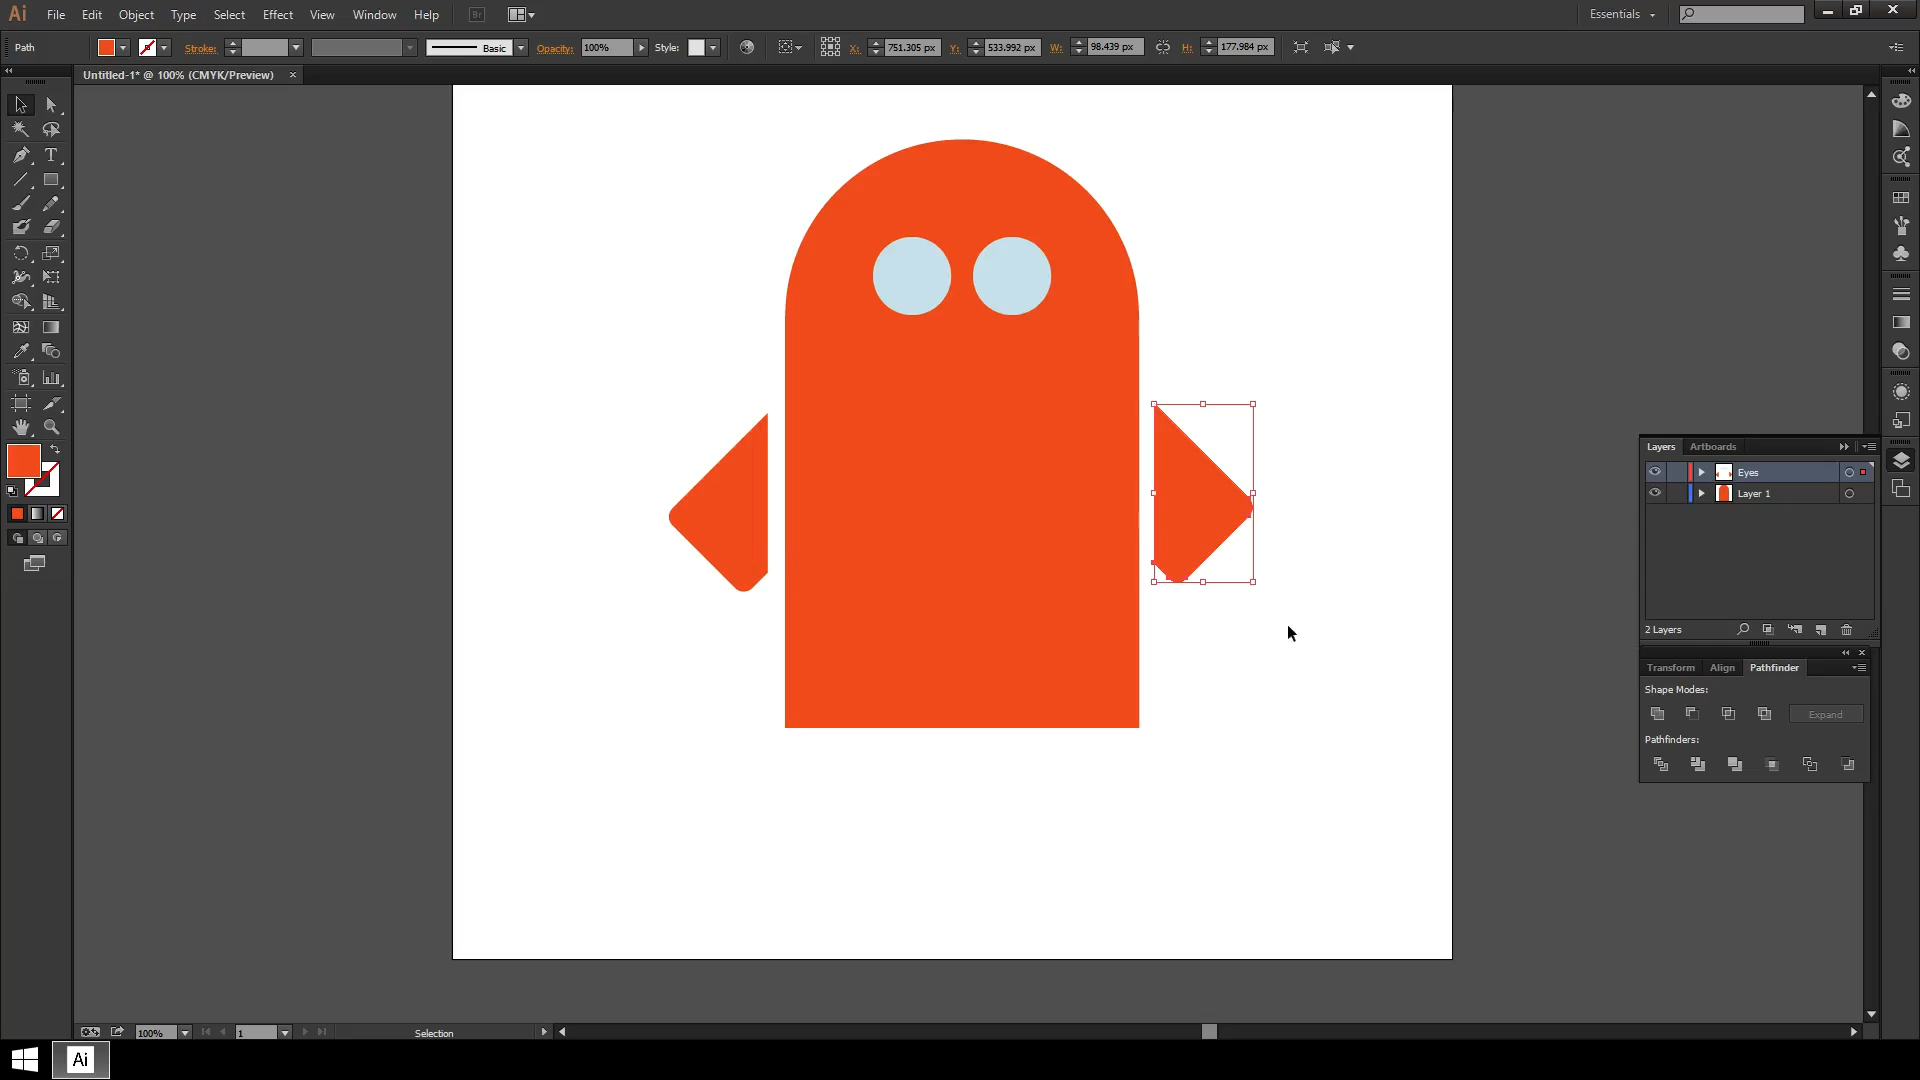 Ai File Edit Object Type Select Effect View Window Help Br Essentials
Path Stroke: Basic Opacity: 100% Style: X: 751.305 px Y: 533.992 px W: 98.439 px H: 177.984 px
Untitled-1* @ 100% (CMYK/Preview)
T
Layers Artboards
Eyes
Layer 1
2 Layers
Transform Align Pathfinder
Shape Modes:
Expand
Pathfinders:
100% 1 Selection
Ai